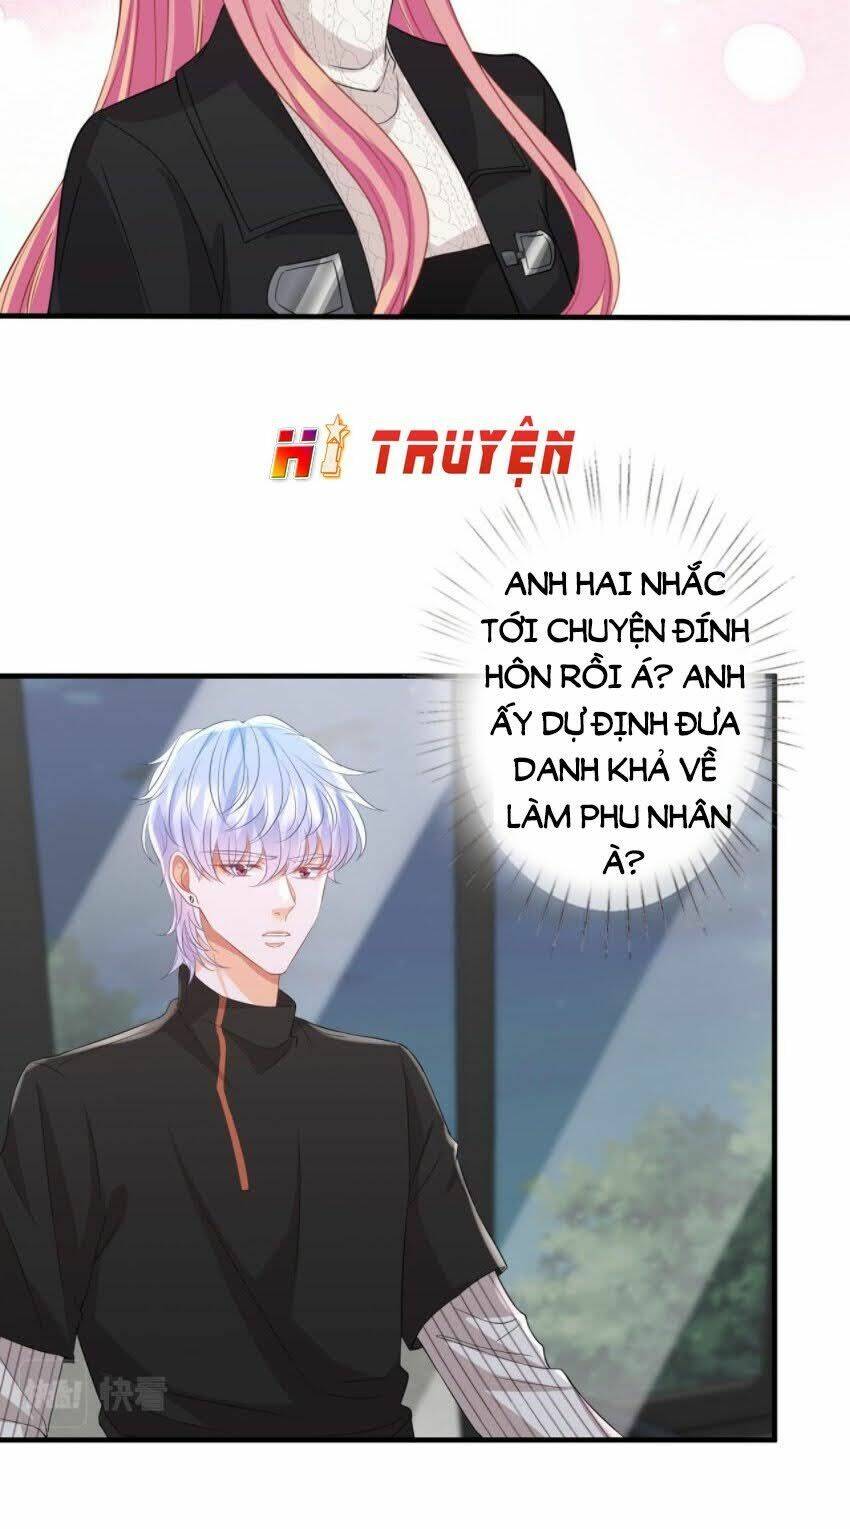 Hi TRUYỆN
ANH HAI NHẮC
TỚI CHUYỆN ĐÍNH
HÔN RỒI Á? ANH
ẤY DỰ ĐỊNH ĐƯA
DANH KHẢ VỀ
LÀM PHU NHÂN
À?
快看